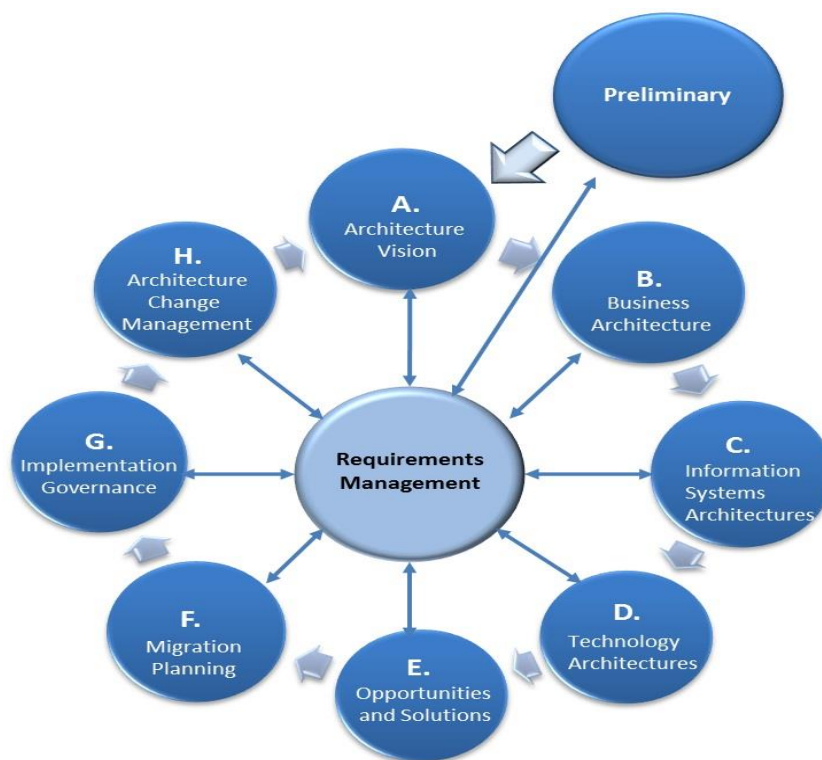 Preliminary
A.
Architecture
Vision
B.
Business
Architecture
C.
Information
Systems
Architectures
D.
Technology
Architectures
E.
Opportunities
and Solutions
F.
Migration
Planning
G.
Implementation
Governance
H.
Architecture
Change
Management
Requirements
Management